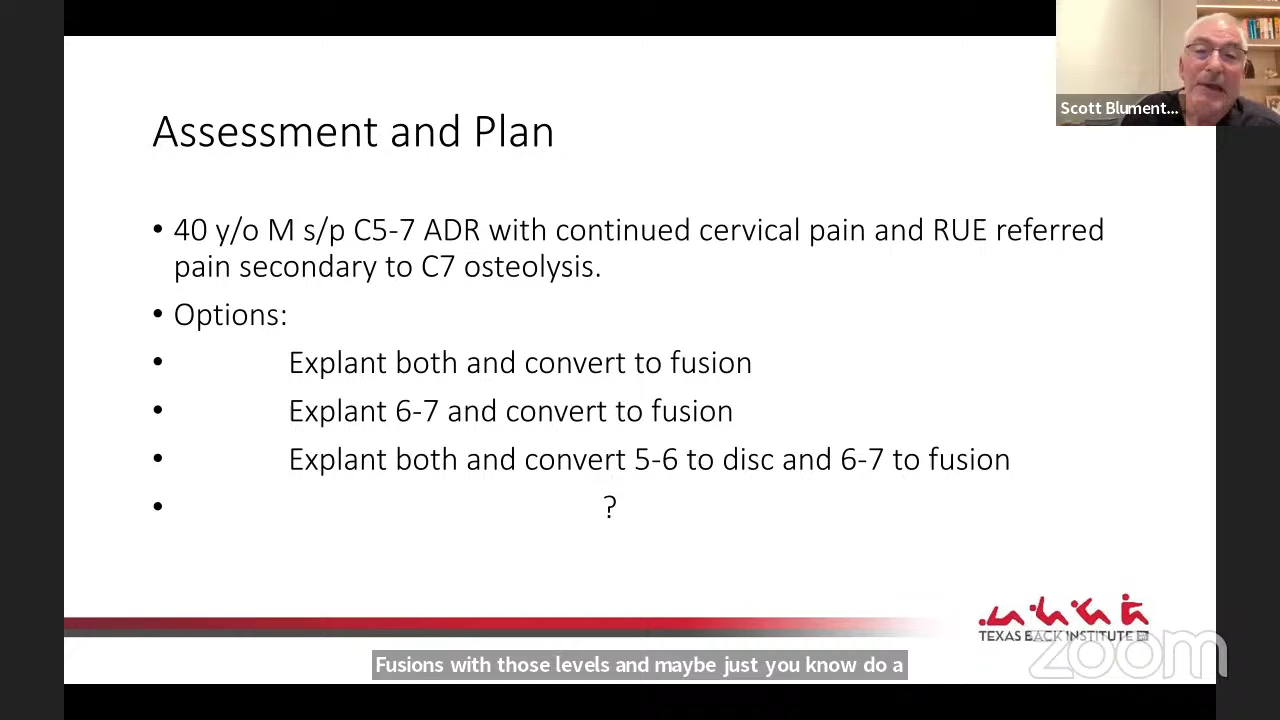 Scott Blument...
Assessment and Plan
• 40 y/o M s/p C5-7 ADR with continued cervical pain and RUE referred
pain secondary to C7 osteolysis.
• Options:
• Explant both and convert to fusion
• Explant 6-7 and convert to fusion
• Explant both and convert 5-6 to disc and 6-7 to fusion
• ?
TEXAS BACK INSTITUTE
zoom
Fusions with those levels and maybe just you know do a